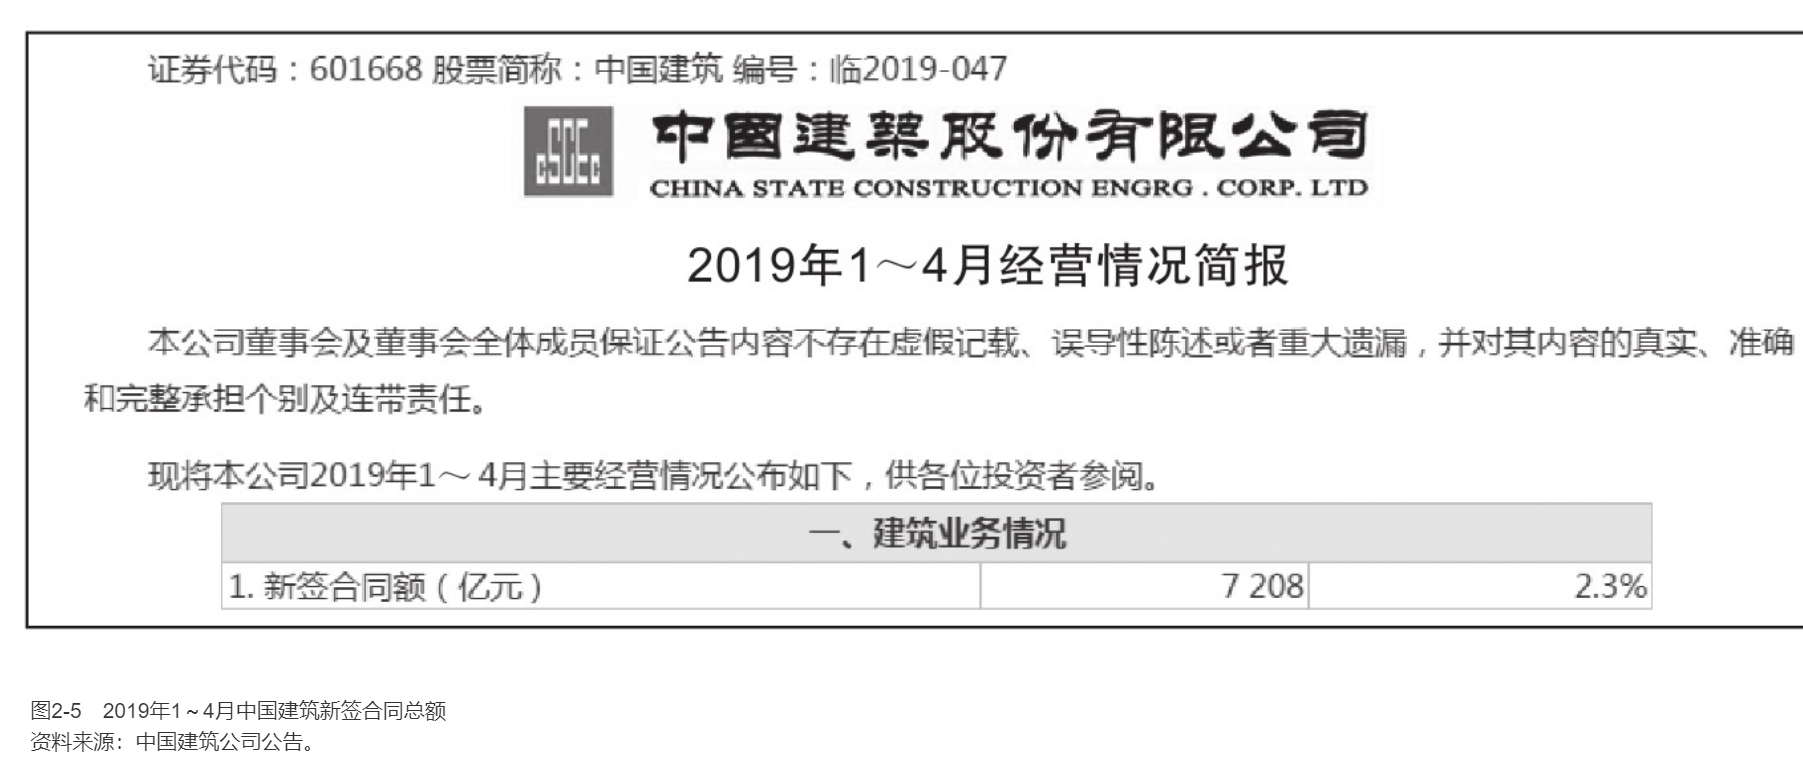 证券代码：601668 股票简称：中国建筑 编号：临2019-047
中國建築股份有限公司
CHINA STATE CONSTRUCTION ENGRG . CORP. LTD
2019年1～4月经营情况简报
本公司董事会及董事会全体成员保证公告内容不存在虚假记载、误导性陈述或者重大遗漏，并对其内容的真实、准确
和完整承担个别及连带责任。
现将本公司2019年1～ 4月主要经营情况公布如下，供各位投资者参阅。
一、建筑业务情况
1. 新签合同额（亿元） 7 208 2.3%
图2-5 2019年1～4月中国建筑新签合同总额
资料来源：中国建筑公司公告。